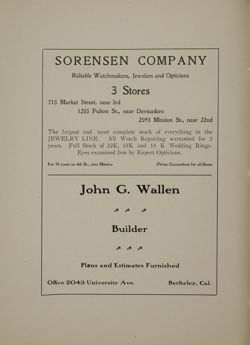 SORENSEN COMPANY
Reliable Watchmakers, Jewelers and Opticians
3 Stores
715 Market Street, near 3rd
1255 Fulton St., near Devisadero
2593 Mission St., near 22nd
The largest and most complete stock of everything in the
JEWELRY LINE. All Watch Repairing warranted for 2
years. Full Stock of 22K, 18K and 14 K Wedding Rings.
Eyes examined free by Expert Opticians.
For 10 years on 6th St., near Mission
Phone Connections for all Stores
John G. Wallen
Builder
Plans and Estimates Furnished
Office 2045 University Ave.
Berkeley, Cal.